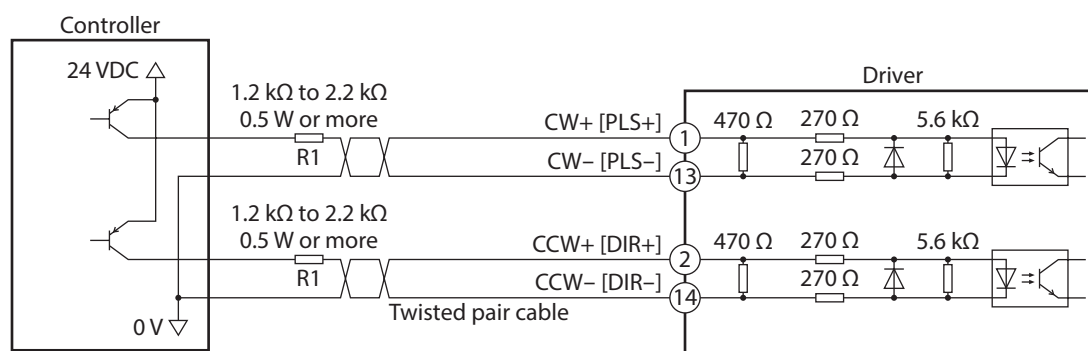 Controller
24 VDC
1.2 kΩ to 2.2 kΩ
0.5 W or more
R1
CW+ [PLS+]
CW– [PLS–]
1
13
Driver
470 Ω
270 Ω
270 Ω
5.6 kΩ
1.2 kΩ to 2.2 kΩ
0.5 W or more
R1
CCW+ [DIR+]
CCW– [DIR–]
2
14
470 Ω
270 Ω
270 Ω
5.6 kΩ
Twisted pair cable
0 V